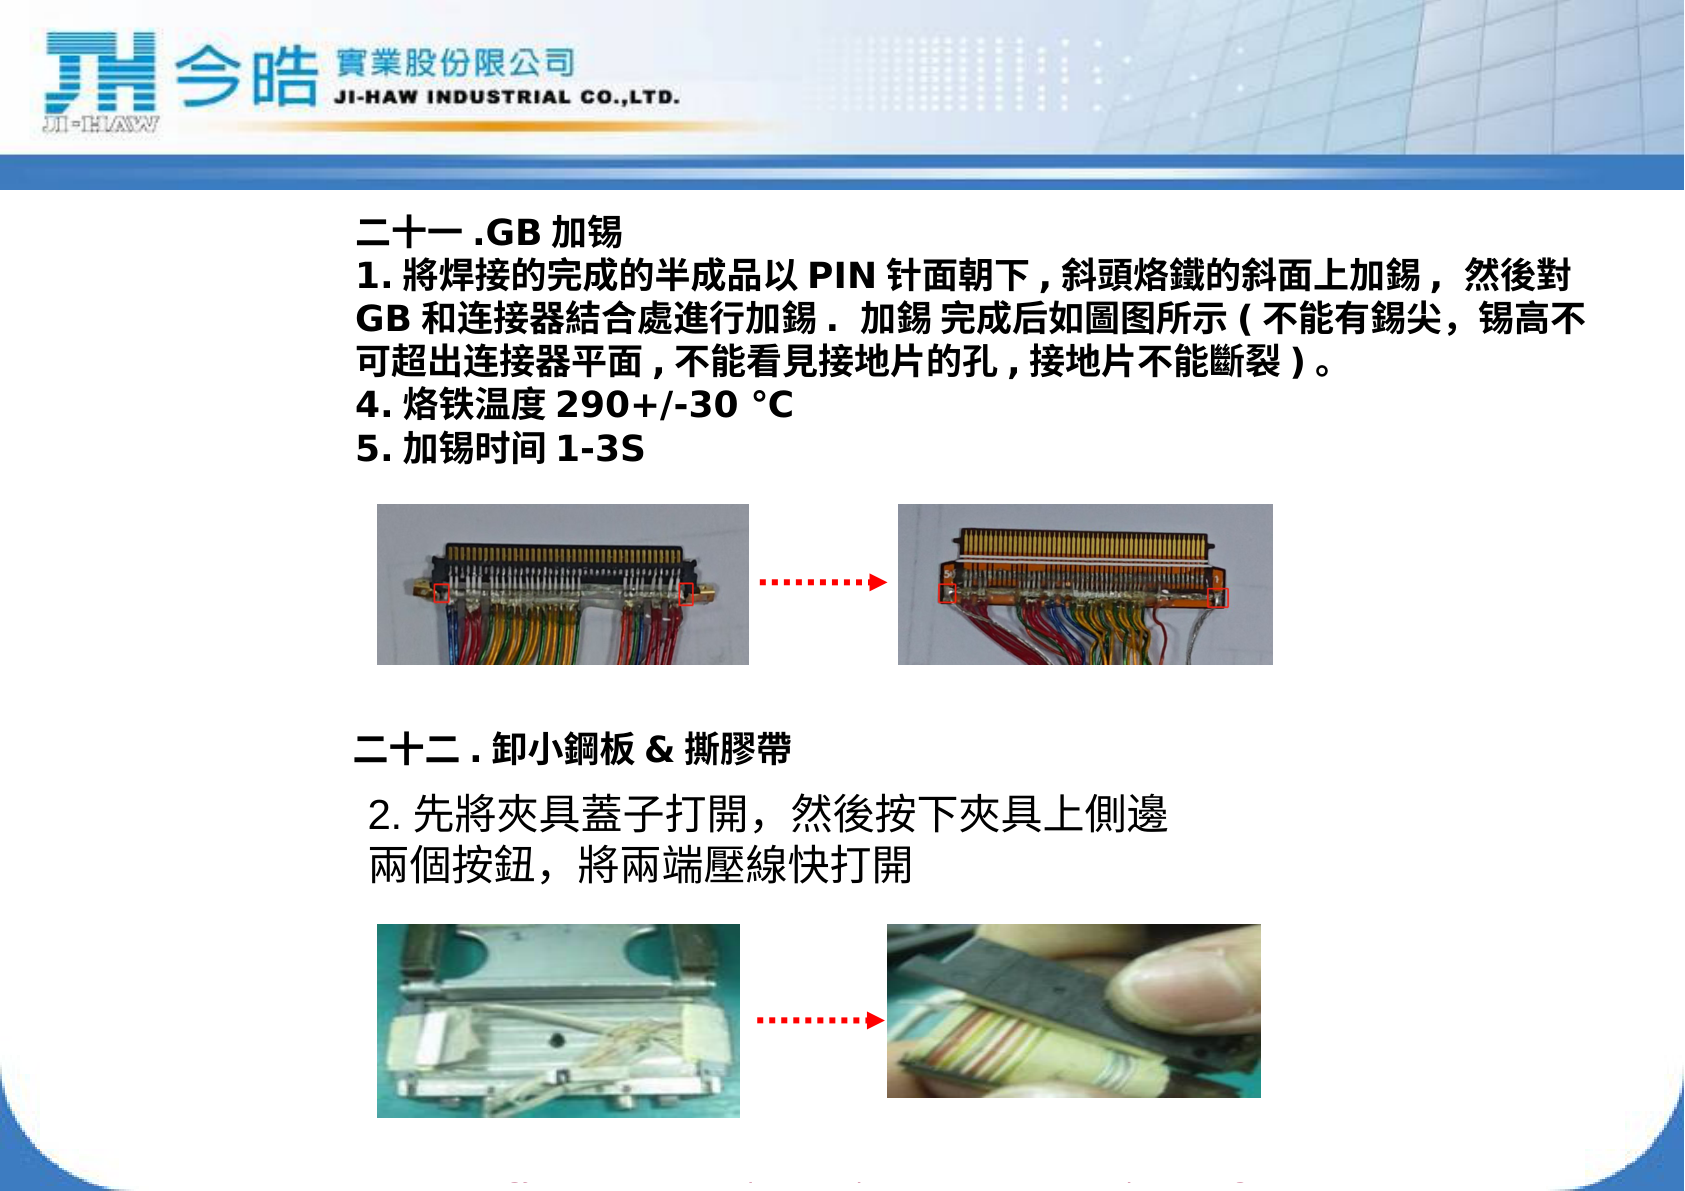 JH 今皓 實業股份限公司
JI-HAW INDUSTRIAL CO.,LTD.
JI-HAW
二十一 .GB 加锡
1. 將焊接的完成的半成品以 PIN 针面朝下 , 斜頭烙鐵的斜面上加錫 , 然後對
GB 和连接器結合處進行加錫 . 加錫 完成后如圖图所示 ( 不能有錫尖，锡高不
可超出连接器平面 , 不能看見接地片的孔 , 接地片不能斷裂 ) 。
4. 烙铁温度 290+/-30 °C
5. 加锡时间 1-3S
二十二 . 卸小鋼板 & 撕膠帶
2. 先將夾具蓋子打開，然後按下夾具上側邊
兩個按鈕，將兩端壓線快打開